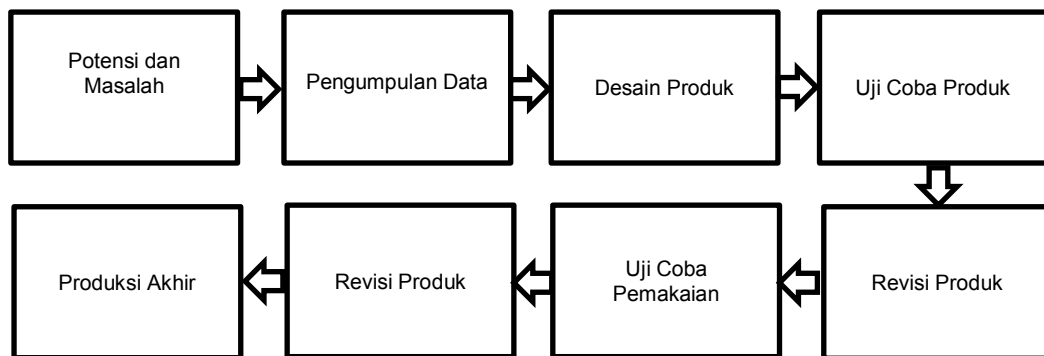 Potensi dan
Masalah
Pengumpulan Data
Desain Produk
Uji Coba Produk
Revisi Produk
Uji Coba
Pemakaian
Revisi Produk
Produksi Akhir